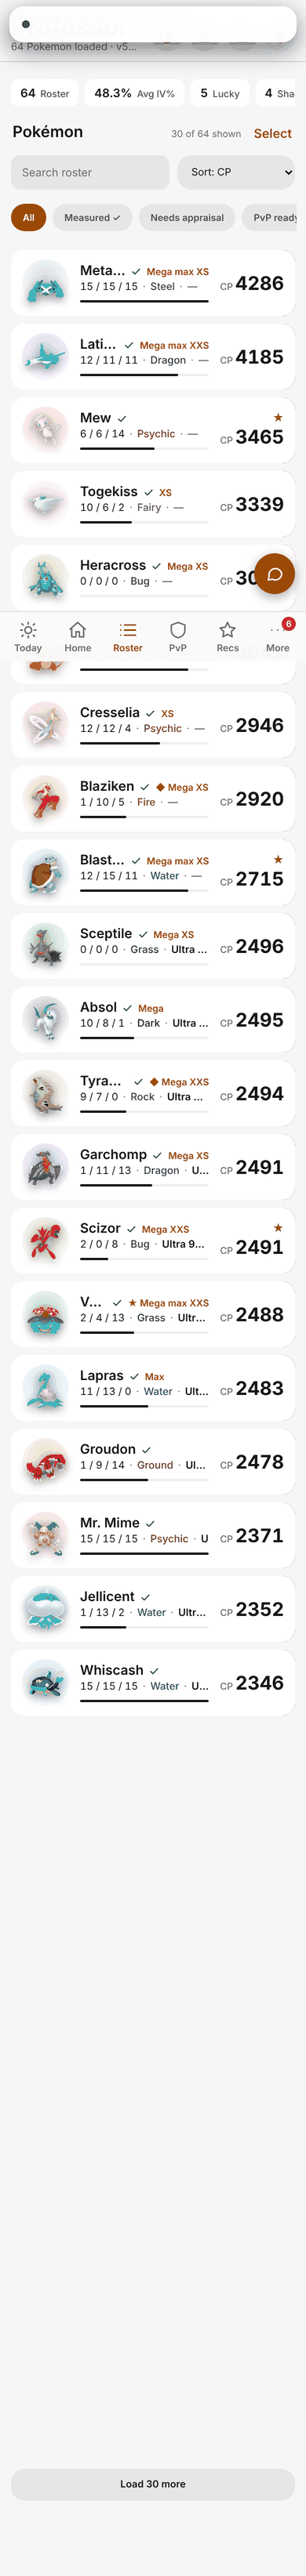 64 Pokemon loaded · v5...
64 Roster
48.3% Avg IV%
5 Lucky
4 Sha
Pokémon
30 of 64 shown
Select
Search roster
Sort: CP
All
Measured ✓
Needs appraisal
PvP ready
Meta... ✓ Mega max XS
15 / 15 / 15 · Steel · —
CP 4286
Lati... ✓ Mega max XXS
12 / 11 / 11 · Dragon · —
CP 4185
Mew ✓
6 / 6 / 14 · Psychic · —
★
CP 3465
Togekiss ✓ XS
10 / 6 / 2 · Fairy · —
CP 3339
Heracross ✓ Mega XS
0 / 0 / 0 · Bug · —
CP 30
Today
Home
Roster
PvP
Recs
More
6
Cresselia ✓ XS
12 / 12 / 4 · Psychic · —
CP 2946
Blaziken ✓ ◆ Mega XS
1 / 10 / 5 · Fire · —
CP 2920
Blast... ✓ Mega max XS
12 / 15 / 11 · Water · —
★
CP 2715
Sceptile ✓ Mega XS
0 / 0 / 0 · Grass · Ultra ...
CP 2496
Absol ✓ Mega
10 / 8 / 1 · Dark · Ultra ...
CP 2495
Tyra... ✓ ◆ Mega XXS
9 / 7 / 0 · Rock · Ultra ...
CP 2494
Garchomp ✓ Mega XS
1 / 11 / 13 · Dragon · U...
CP 2491
Scizor ✓ Mega XXS
2 / 0 / 8 · Bug · Ultra 9...
★
CP 2491
V... ✓ ★ Mega max XXS
2 / 4 / 13 · Grass · Ultr...
CP 2488
Lapras ✓ Max
11 / 13 / 0 · Water · Ult...
CP 2483
Groudon ✓
1 / 9 / 14 · Ground · Ul...
CP 2478
Mr. Mime ✓
15 / 15 / 15 · Psychic · U
CP 2371
Jellicent ✓
1 / 13 / 2 · Water · Ultr...
CP 2352
Whiscash ✓
15 / 15 / 15 · Water · U...
CP 2346
Load 30 more